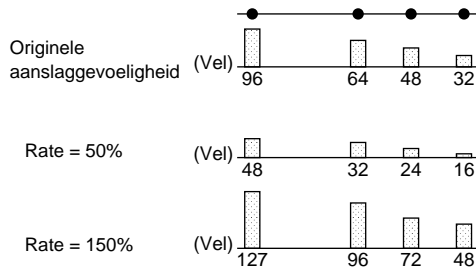 Originele
aanslaggevoeligheid (Vel)
96 64 48 32
Rate = 50% (Vel)
48 32 24 16
Rate = 150% (Vel)
127 96 72 48